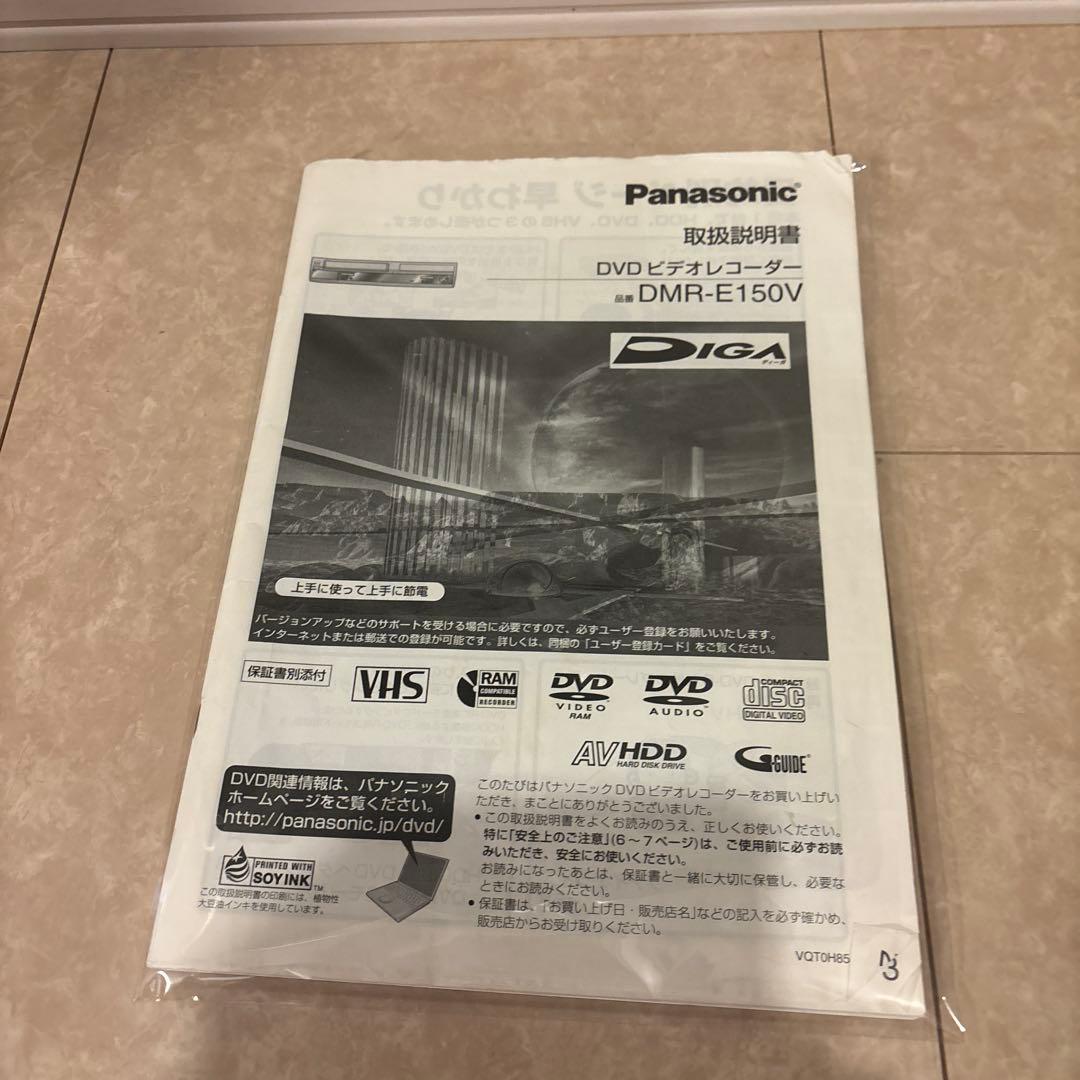 Panasonic
取扱説明書
DVD ビデオレコーダー
品番 DMR-E150V
DIGA
ディーガ
上手に使って上手に節電
バージョンアップなどのサポートを受ける場合に必要ですので、必ずユーザー登録をお願いいたします。
インターネットまたは郵送での登録が可能です。詳しくは、同梱の「ユーザー登録カード」をご覧ください。
保証書別添付
VHS
RAM
COMPATIBLE
RECORDER
DVD
VIDEO
RAM
DVD
AUDIO™
COMPACT
disc
DIGITAL VIDEO
AVHDD
HARD DISK DRIVE
G-GUIDE®
DVD関連情報は、パナソニック
ホームページをご覧ください。
http://panasonic.jp/dvd/
PRINTED WITH
SOY INK™
この取扱説明書の印刷には、植物性
大豆油インキを使用しています。
このたびはパナソニック DVD ビデオレコーダーをお買い上げい
ただき、まことにありがとうございました。
• この取扱説明書をよくお読みのうえ、正しくお使いください。
特に「安全上のご注意」(6～7ページ)は、ご使用前に必ずお読
みいただき、安全にお使いください。
お読みになったあとは、保証書と一緒に大切に保管し、必要な
ときにお読みください。
• 保証書は、「お買い上げ日・販売店名」などの記入を必ず確かめ、
販売店からお受け取りください。
VQT0H85